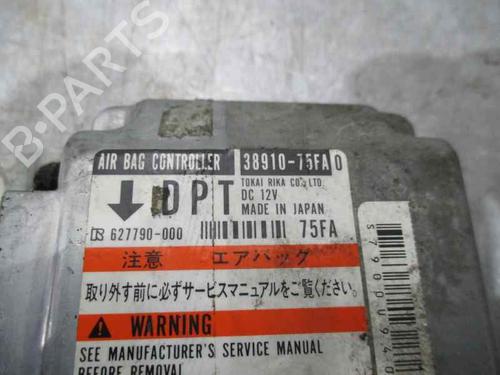 B-PARTS
AIR BAG CONTROLLER 38910-75FA0
DPT
TOKAI RIKA CO., LTD.
DC 12V
MADE IN JAPAN
627790-000
75FA
注意 エアバッグ
取り外す前に必ずサービスマニュアルをご覧ください。
WARNING
SEE MANUFACTURER'S SERVICE MANUAL
BEFORE REMOVAL